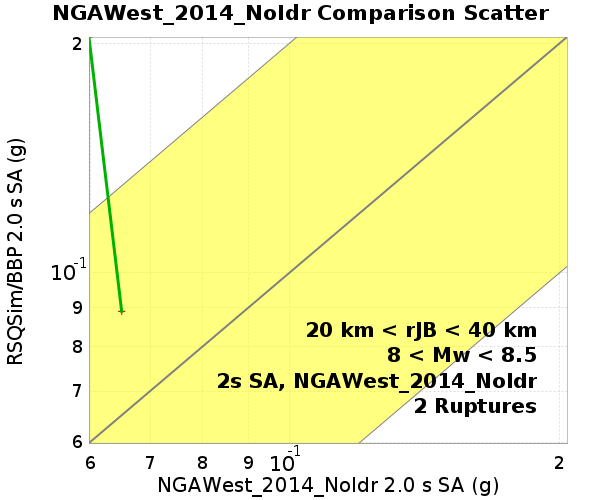 NGAWest_2014_NoIdr Comparison Scatter
RSQSim/BBP 2.0 s SA (g)
2
10-1
9
8
7
6
20 km < rJB < 40 km
8 < Mw < 8.5
2s SA, NGAWest_2014_NoIdr
2 Ruptures
6 7 8 9 10-1 2
NGAWest_2014_NoIdr 2.0 s SA (g)